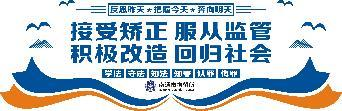 反思昨天★把握今天★奔向明天
接受矫正 服从监管
积极改造 回归社会
学法 守法 知法 知罪 认罪 悔罪